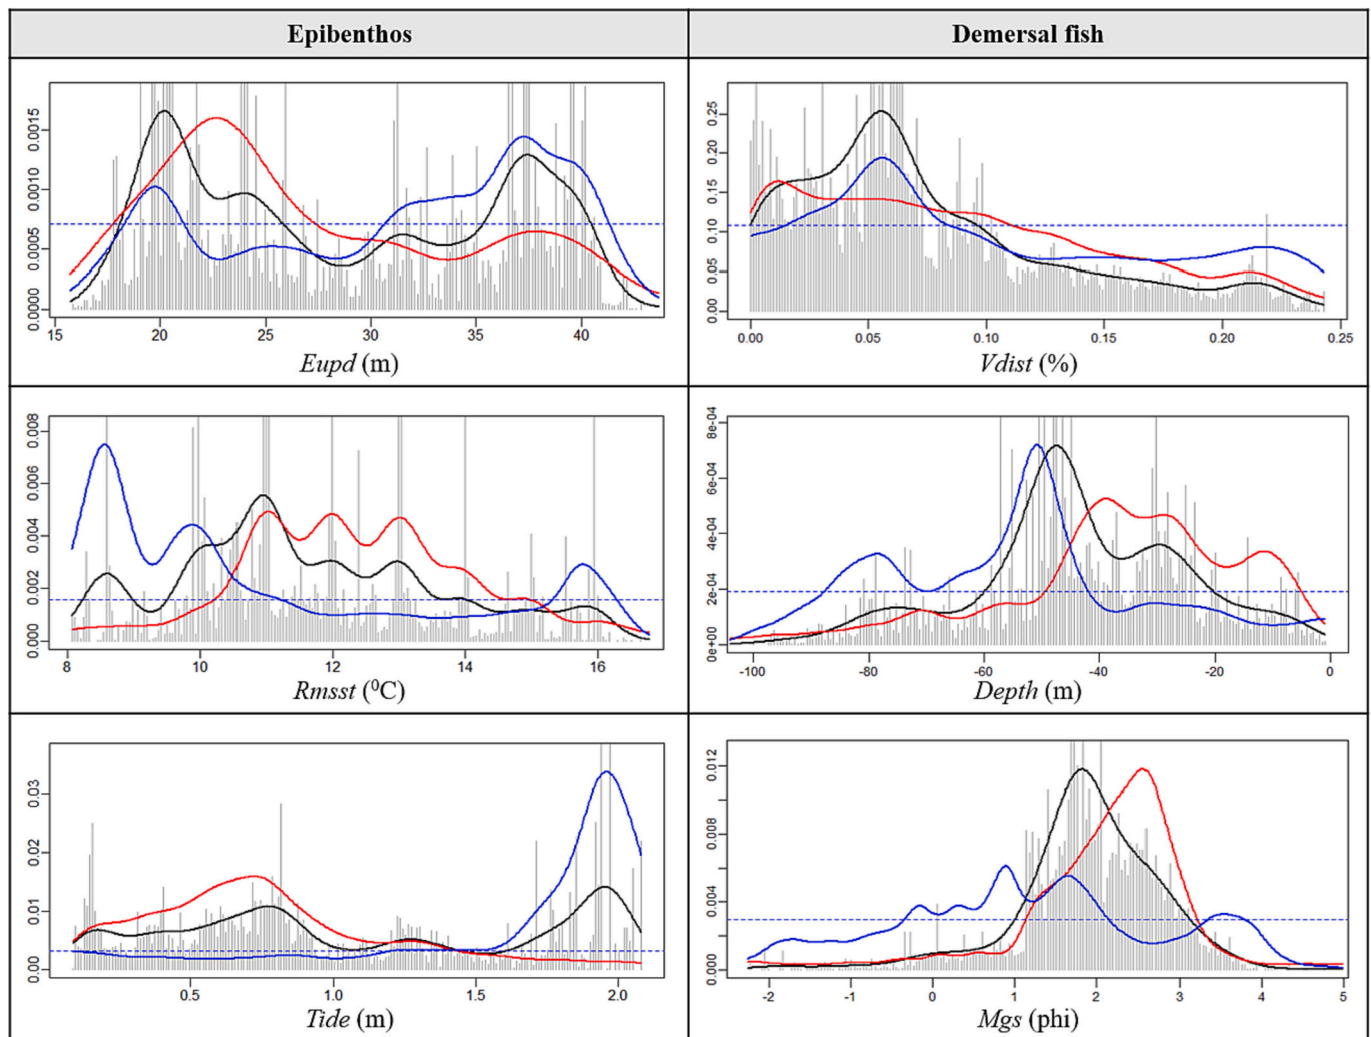 Epibenthos Demersal fish
0.0015
0.0010
0.0005
0.0000
15 20 25 30 35 40
Eupd (m)
0.25
0.20
0.15
0.10
0.05
0.00
0.00 0.05 0.10 0.15 0.20 0.25
Vdist (%)
0.008
0.006
0.004
0.002
0.000
8 10 12 14 16
Rmsst (⁰C)
8e-04
6e-04
4e-04
2e-04
0e+00
-100 -80 -60 -40 -20 0
Depth (m)
0.03
0.02
0.01
0.00
0.5 1.0 1.5 2.0
Tide (m)
0.012
0.008
0.004
0.000
-2 -1 0 1 2 3 4 5
Mgs (phi)